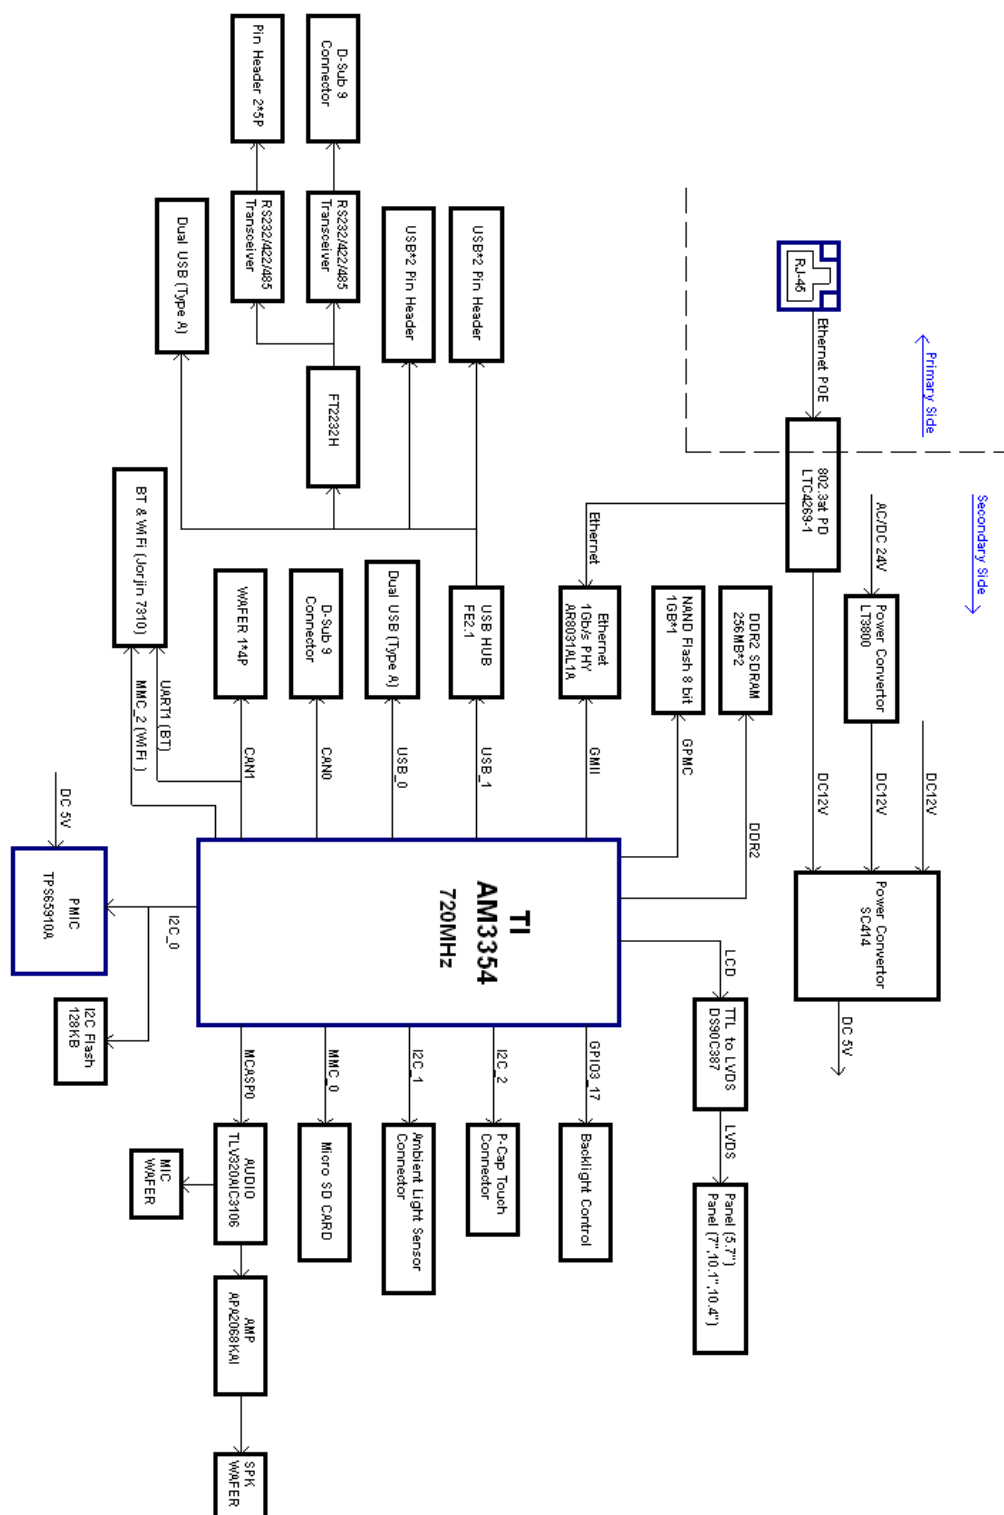 RJ-45
Ethernet POE
Primary Side
Secondary Side
802.3at PD
LTC4269-1
AC/DC 24V
Power Convertor
LT3800
DC12V
DC12V
DC12V
Power Convertor
SC414
DC 5V
Ethernet
Ethernet
1Gb/s PHY
AR8031AL1A
GMII
NAND Flash 8 bit
1GB*1
GPMC
DDR2 SDRAM
256MB*2
DDR2
LCD
TTL to LVDS
DS90C387
LVDS
Panel (5.7")
Panel (7",10.1",10.4")
USB*2 Pin Header
USB*2 Pin Header
D-Sub 9
Connector
RS232/422/485
Transceiver
Pin Header 2*5P
RS232/422/485
Transceiver
FT2232H
Dual USB (Type A)
USB HUB
FE2.1
USB_1
Dual USB (Type A)
USB_0
D-Sub 9
Connector
CAN0
WAFER 1*4P
CAN1
BT & WiFi (Jorjin 7310)
UART1 (BT)
MMC_2 (WiFi )
TI
AM3354
720MHz
DC 5V
PMIC
TPS65910A
I2C_0
I2C Flash
128KB
GPIO3_17
Backlight Control
I2C_2
P-Cap Touch
Connector
I2C_1
Ambient Light Sensor
Connector
MMC_0
Micro SD CARD
MCASP0
AUDIO
TLV320AIC3106
MIC
WAFER
AMP
APA2068KAI
SPK
WAFER